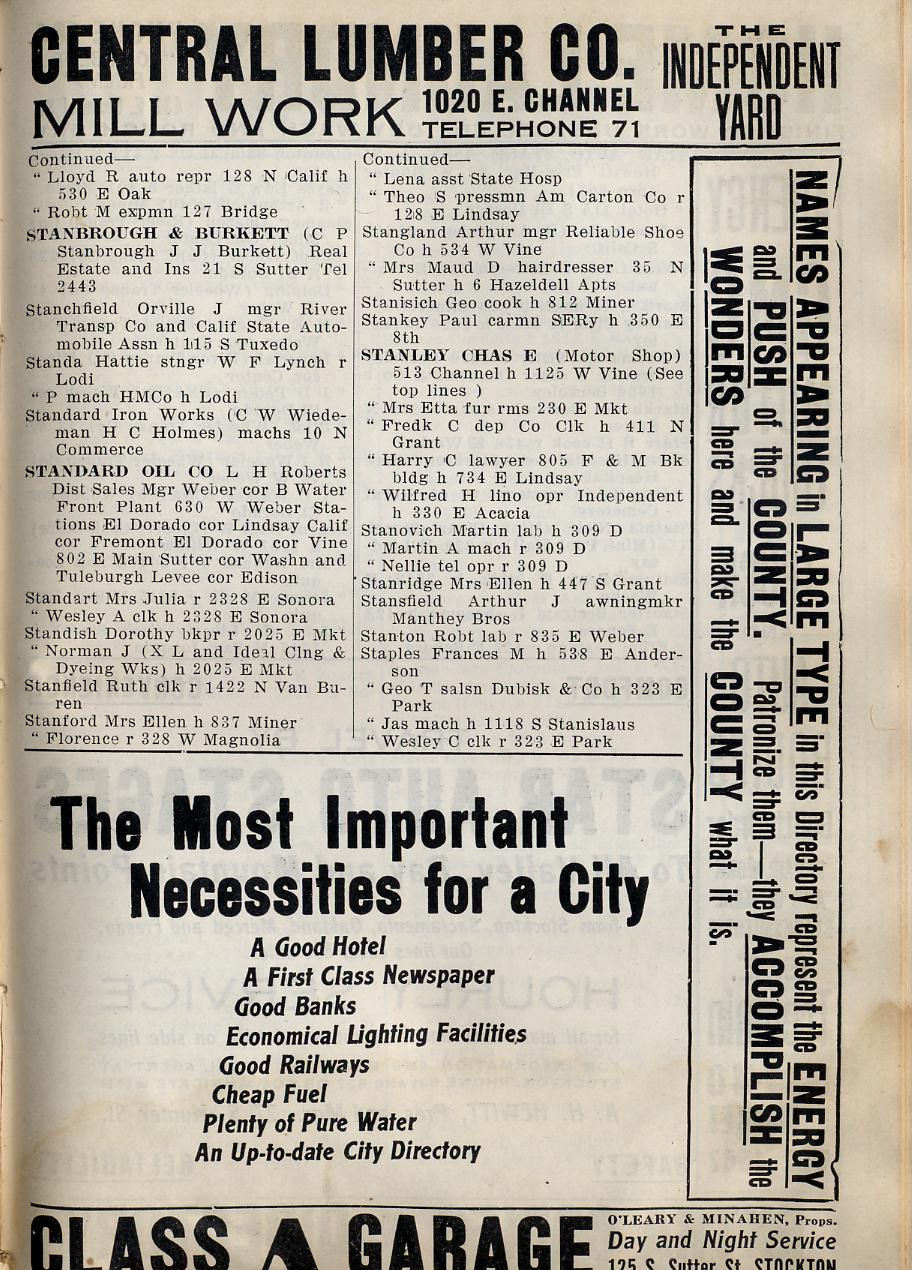 CENTRAL LUMBER CO.
MILL WORK
1020 E. CHANNEL
TELEPHONE 71
THE
INDEPENDENT
YARD
Continued—
“ Lloyd R auto repr 128 N Calif h
530 E Oak
“ Robt M expmn 127 Bridge
STANBROUGH & BURKETT (C P
Stanbrough J J Burkett) Real
Estate and Ins 21 S Sutter Tel
2443
Stanchfield Orville J mgr River
Transp Co and Calif State Auto-
mobile Assn h 115 S Tuxedo
Standa Hattie stngr W F Lynch r
Lodi
“ P mach HMCo h Lodi
Standard Iron Works (C W Wiede-
man H C Holmes) machs 10 N
Commerce
STANDARD OIL CO L H Roberts
Dist Sales Mgr Weber cor B Water
Front Plant 630 W Weber Sta-
tions El Dorado cor Lindsay Calif
cor Fremont El Dorado cor Vine
802 E Main Sutter cor Washn and
Tuleburgh Levee cor Edison
Standart Mrs Julia r 2328 E Sonora
“ Wesley A clk h 2328 E Sonora
Standish Dorothy bkpr r 2025 E Mkt
“ Norman J (X L and Ideal Clng &
Dyeing Wks) h 2025 E Mkt
Stanfield Ruth clk r 1422 N Van Bu-
ren
Stanford Mrs Ellen h 837 Miner
“ Florence r 328 W Magnolia
Continued—
“ Lena asst State Hosp
“ Theo S pressmn Am Carton Co r
128 E Lindsay
Stangland Arthur mgr Reliable Shoe
Co h 534 W Vine
“ Mrs Maud D hairdresser 35 N
Sutter h 6 Hazeldell Apts
Stanisich Geo cook h 812 Miner
Stankey Paul carmn SERy h 350 E
8th
STANLEY CHAS E (Motor Shop)
513 Channel h 1125 W Vine (See
top lines )
“ Mrs Etta fur rms 230 E Mkt
“ Fredk C dep Co Clk h 411 N
Grant
“ Harry C lawyer 805 F & M Bk
bldg h 734 E Lindsay
“ Wilfred H lino opr Independent
h 330 E Acacia
Stanovich Martin lab h 309 D
“ Martin A mach r 309 D
“ Nellie tel opr r 309 D
Stanridge Mrs Ellen h 447 S Grant
Stansfield Arthur J awningmkr
Manthey Bros
Stanton Robt lab r 835 E Weber
Staples Frances M h 538 E Ander-
son
“ Geo T salsn Dubisk & Co h 323 E
Park
“ Jas mach h 1118 S Stanislaus
“ Wesley C clk r 323 E Park
NAMES APPEARING in LARGE TYPE in this Directory represent the ENERGY
and PUSH of the COUNTY. Patronize them—they ACCOMPLISH the
WONDERS here and make the COUNTY what it is.
The Most Important
Necessities for a City
A Good Hotel
A First Class Newspaper
Good Banks
Economical Lighting Facilities
Good Railways
Cheap Fuel
Plenty of Pure Water
An Up-to-date City Directory
CLASS A GARAGE
O'LEARY & MINAHEN, Props.
Day and Night Service
125 S. Sutter St. STOCKTON